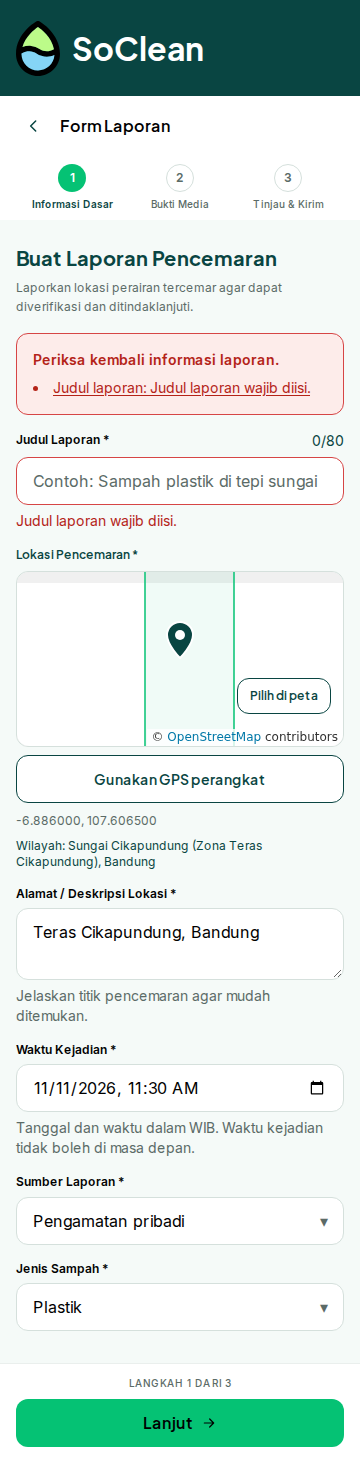 SoClean
Form Laporan
1
2
3
Informasi Dasar
Bukti Media
Tinjau & Kirim
Buat Laporan Pencemaran
Laporkan lokasi perairan tercemar agar dapat
diverifikasi dan ditindaklanjuti.
Periksa kembali informasi laporan.
• Judul laporan: Judul laporan wajib diisi.
Judul Laporan *
0/80
Contoh: Sampah plastik di tepi sungai
Judul laporan wajib diisi.
Lokasi Pencemaran *
Pilih di peta
© OpenStreetMap contributors
Gunakan GPS perangkat
-6.886000, 107.606500
Wilayah: Sungai Cikapundung (Zona Teras
Cikapundung), Bandung
Alamat / Deskripsi Lokasi *
Teras Cikapundung, Bandung
Jelaskan titik pencemaran agar mudah
ditemukan.
Waktu Kejadian *
11/11/2026, 11:30 AM
Tanggal dan waktu dalam WIB. Waktu kejadian
tidak boleh di masa depan.
Sumber Laporan *
Pengamatan pribadi
Jenis Sampah *
Plastik
LANGKAH 1 DARI 3
Lanjut →